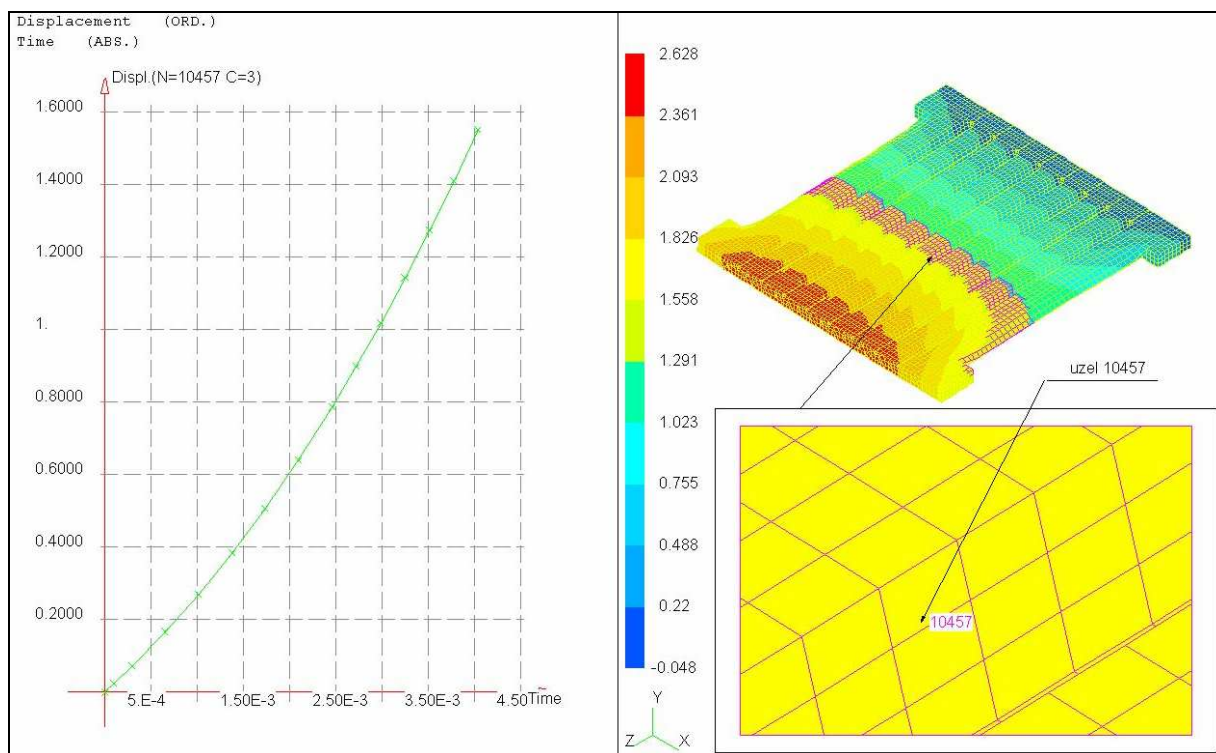 Displacement (ORD.)
Time (ABS.)
Displ.(N=10457 C=3)
1.6000
1.4000
1.2000
1.
0.8000
0.6000
0.4000
0.2000
5.E-4
1.50E-3
2.50E-3
3.50E-3
4.50
Time
2.628
2.361
2.093
1.826
1.558
1.291
1.023
0.755
0.488
0.22
-0.048
Y
Z
X
uzel 10457
10457